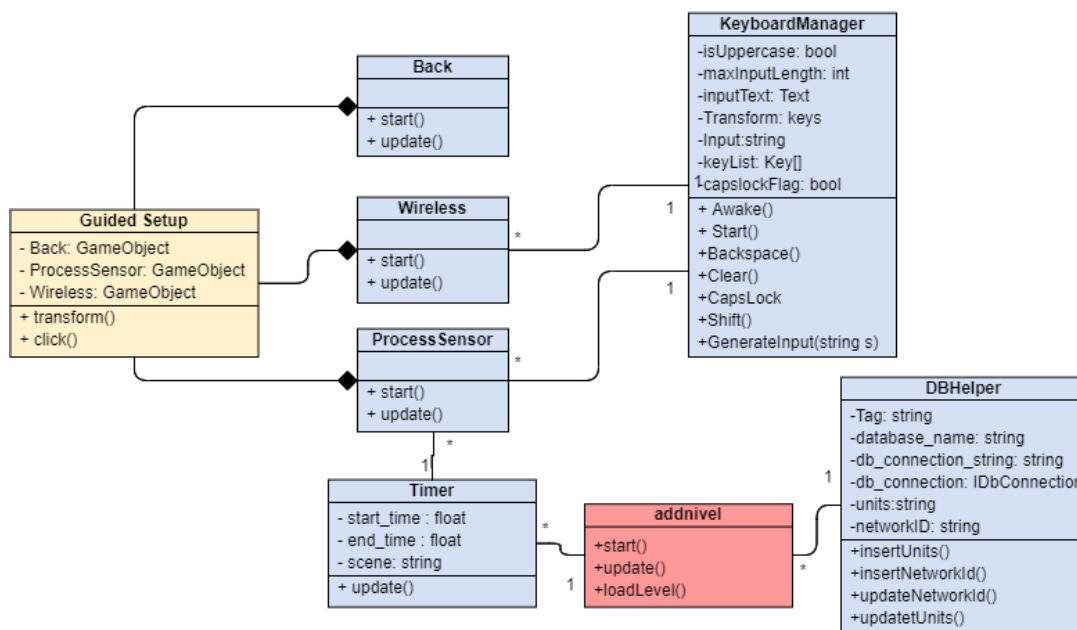 Back
+ start()
+ update()
KeyboardManager
-isUppercase: bool
-maxInputLength: int
-inputText: Text
-Transform: keys
-Input:string
-keyList: Key[]
-capslockFlag: bool
+ Awake()
+ Start()
+Backspace()
+Clear()
+CapsLock
+Shift()
+GenerateInput(string s)
1
1
1
Guided Setup
- Back: GameObject
- ProcessSensor: GameObject
- Wireless: GameObject
+ transform()
+ click()
Wireless
+ start()
+ update()
*
ProcessSensor
+ start()
+ update()
*
*
1
Timer
- start_time : float
- end_time : float
- scene: string
+ update()
*
1
addnivel
+start()
+update()
+loadLevel()
*
1
DBHelper
-Tag: string
-database_name: string
-db_connection_string: string
-db_connection: IDbConnection
-units:string
-networkID: string
+insertUnits()
+insertNetworkId()
+updateNetworkId()
+updatetUnits()